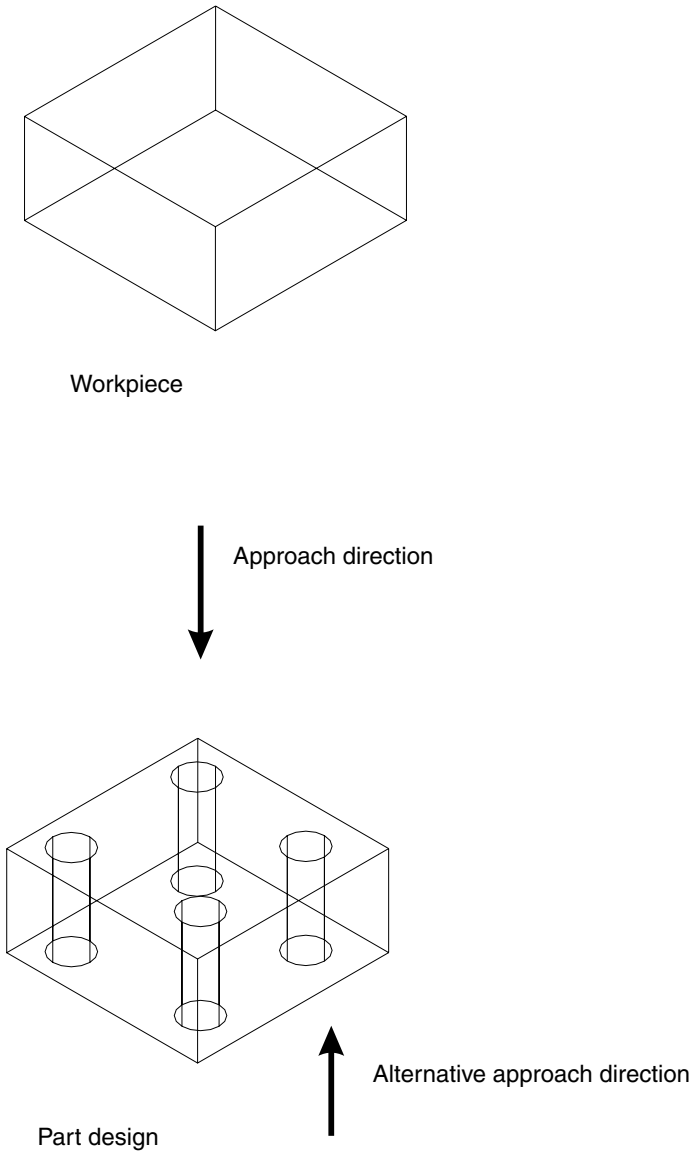 Workpiece
Approach direction
Alternative approach direction
Part design